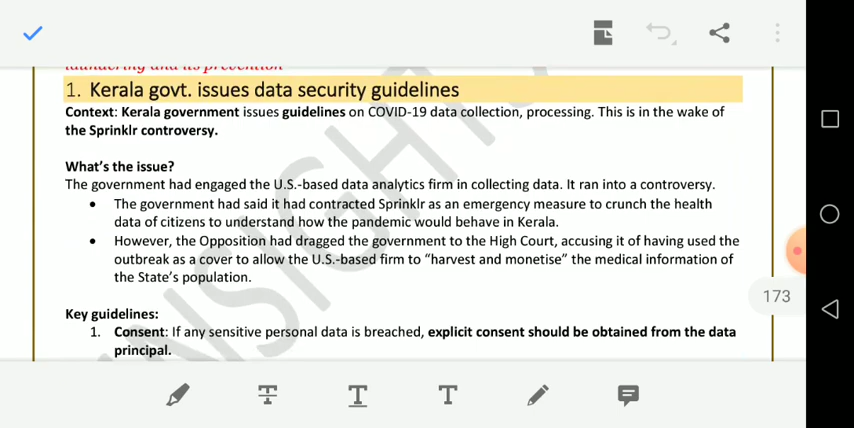 laundering and its prevention
1. Kerala govt. issues data security guidelines
Context: Kerala government issues guidelines on COVID-19 data collection, processing. This is in the wake of
the Sprinklr controversy.
What's the issue?
The government had engaged the U.S.-based data analytics firm in collecting data. It ran into a controversy.
• The government had said it had contracted Sprinklr as an emergency measure to crunch the health
data of citizens to understand how the pandemic would behave in Kerala.
• However, the Opposition had dragged the government to the High Court, accusing it of having used the
outbreak as a cover to allow the U.S.-based firm to “harvest and monetise” the medical information of
the State's population.
173
Key guidelines:
1. Consent: If any sensitive personal data is breached, explicit consent should be obtained from the data
principal.
INSIGHTS
T
T
T